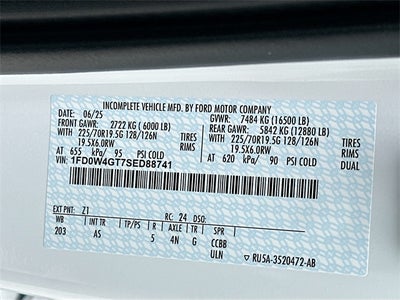 INCOMPLETE VEHICLE MFD. BY FORD MOTOR COMPANY
DATE: 06/25 GVWR: 7484 KG (16500 LB)
FRONT GAWR: 2722 KG (6000 LB) REAR GAWR: 5842 KG (12880 LB)
WITH 225/70R19.5G 128/126N TIRES WITH 225/70R19.5G 128/126N TIRES
19.5X6.0RW RIMS 19.5X6.0RW RIMS
AT 655 kPa/ 95 PSI COLD AT 620 kPa/ 90 PSI COLD DUAL
VIN: 1FD0W4GT7SED88741
EXT PNT: Z1 RC: 24 DSO:
WB INT TR TP/PS R AXLE TR SPR
203 AS 5 4N G CCBB
ULN ▽ RU5A-3520472-AB